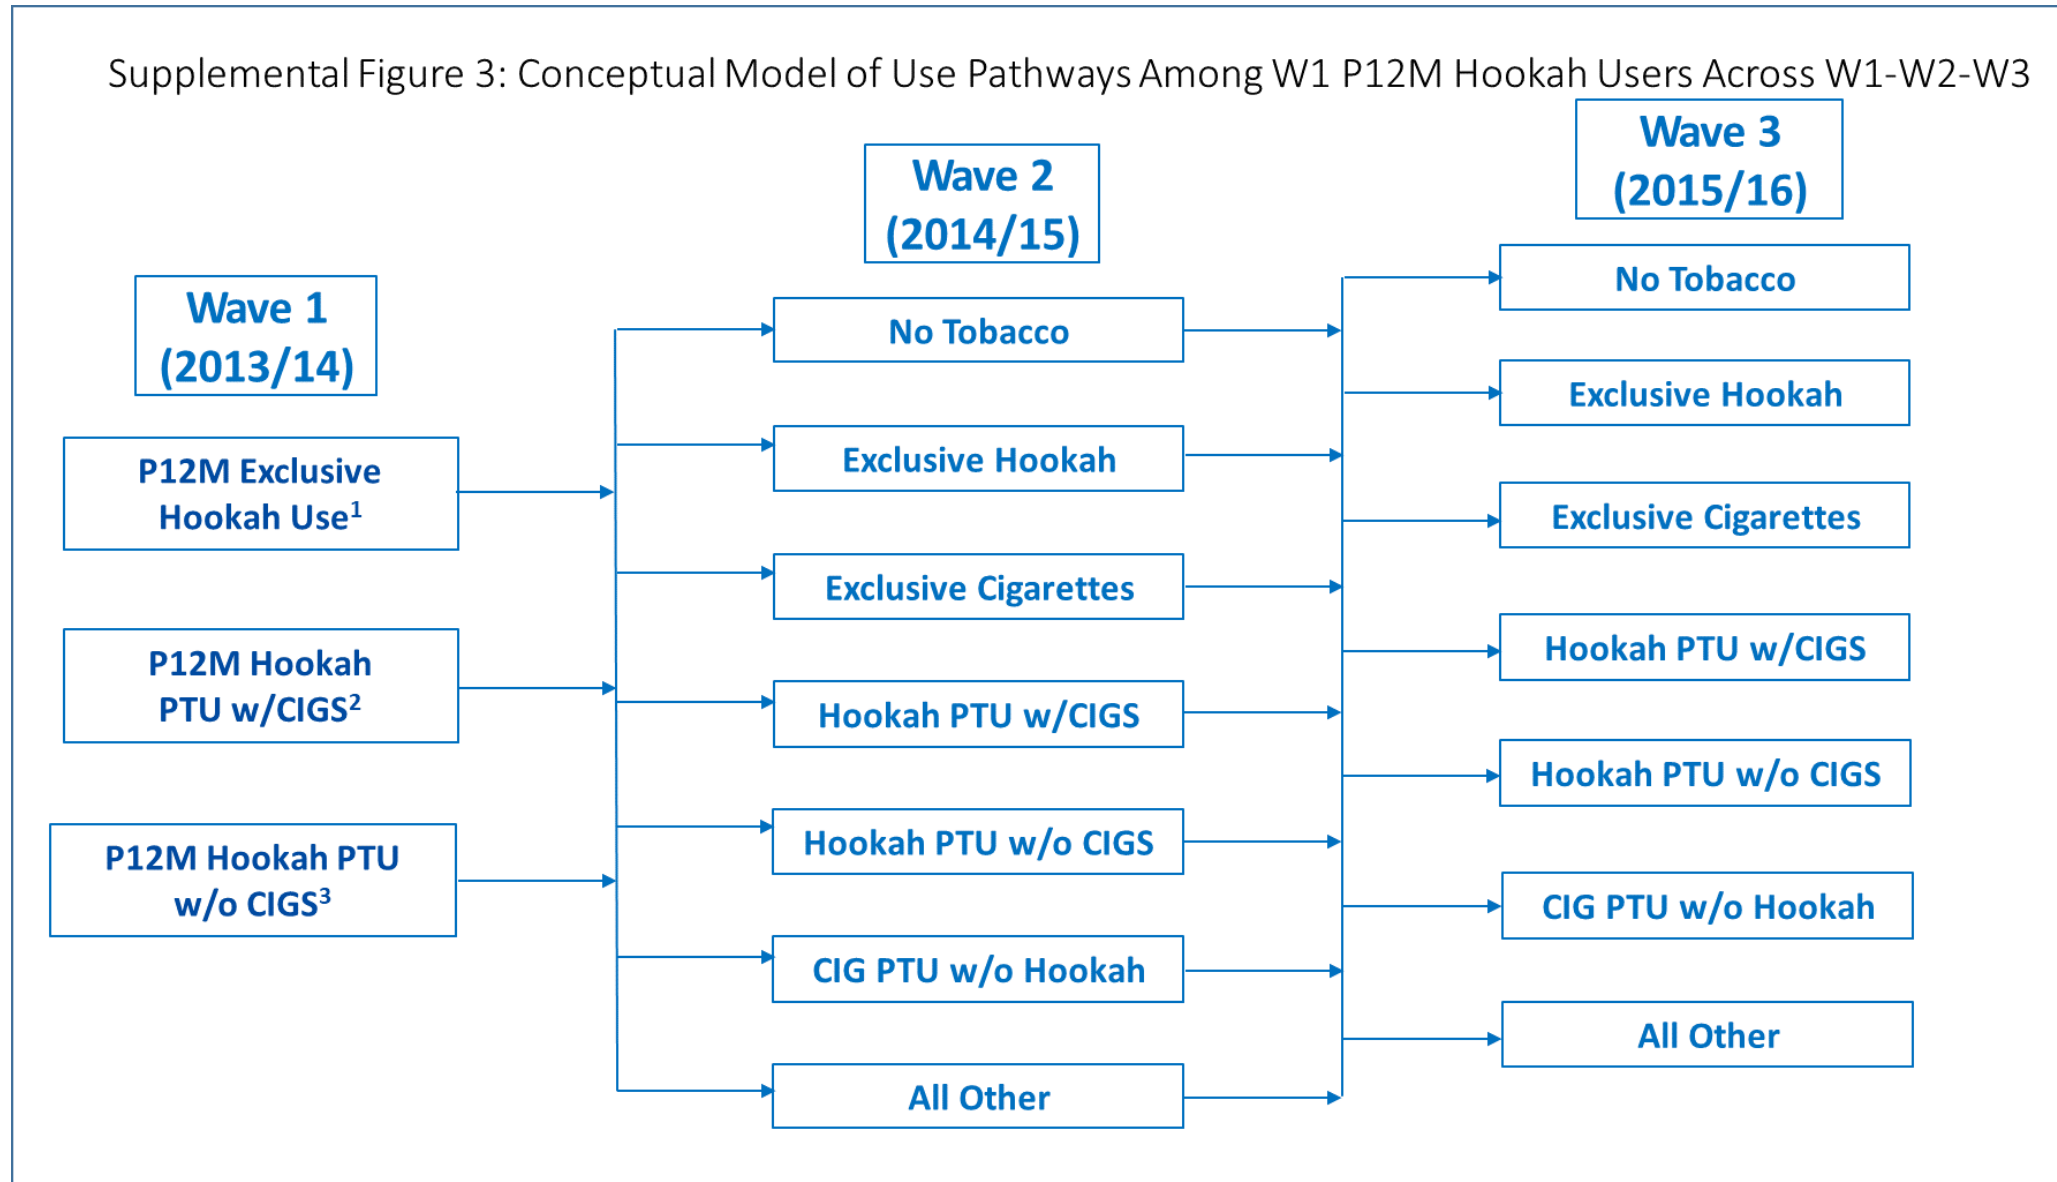 Supplemental Figure 3: Conceptual Model of Use Pathways Among W1 P12M Hookah Users Across W1-W2-W3
Wave 1
(2013/14)
P12M Exclusive
Hookah Use¹
P12M Hookah
PTU w/CIGS²
P12M Hookah PTU
w/o CIGS³
Wave 2
(2014/15)
No Tobacco
Exclusive Hookah
Exclusive Cigarettes
Hookah PTU w/CIGS
Hookah PTU w/o CIGS
CIG PTU w/o Hookah
All Other
Wave 3
(2015/16)
No Tobacco
Exclusive Hookah
Exclusive Cigarettes
Hookah PTU w/CIGS
Hookah PTU w/o CIGS
CIG PTU w/o Hookah
All Other